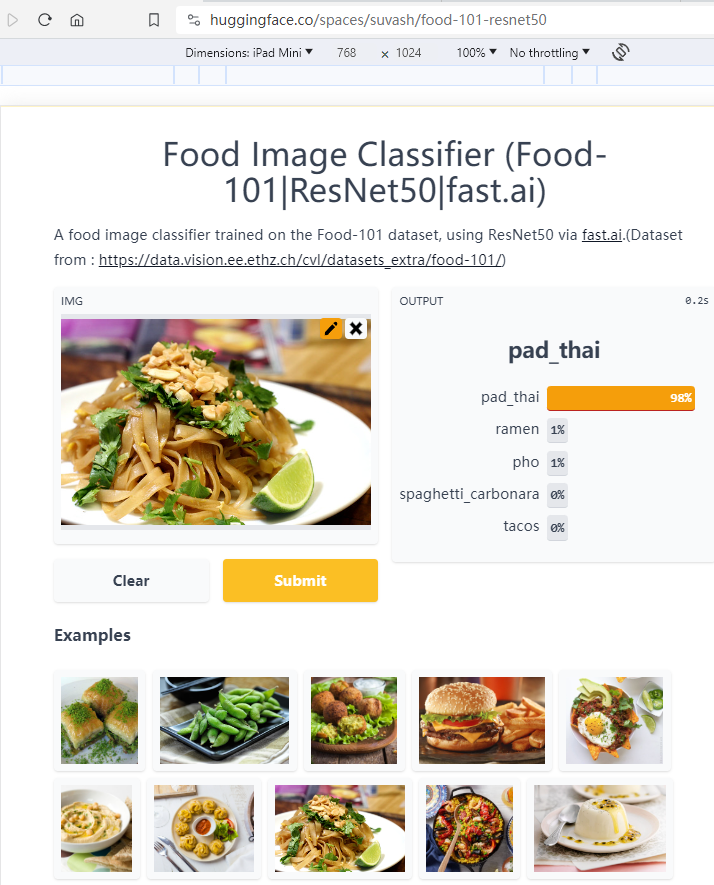 huggingface.co/spaces/suvash/food-101-resnet50
Dimensions: iPad Mini 768 × 1024 100% No throttling
Food Image Classifier (Food-
101|ResNet50|fast.ai)
A food image classifier trained on the Food-101 dataset, using ResNet50 via fast.ai.(Dataset
from : https://data.vision.ee.ethz.ch/cvl/datasets_extra/food-101/)
IMG
OUTPUT 0.2s
pad_thai
pad_thai 98%
ramen 1%
pho 1%
spaghetti_carbonara 0%
tacos 0%
Clear
Submit
Examples